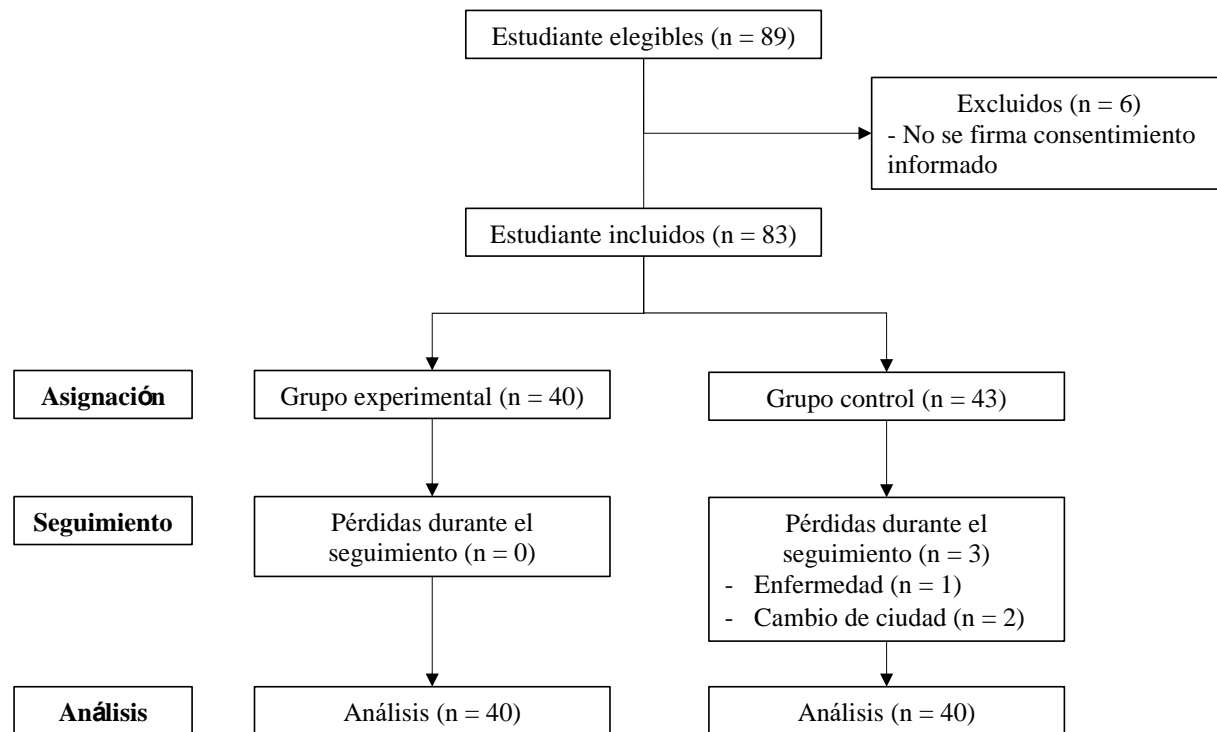 Estudiante elegibles (n = 89)
Excluidos (n = 6)
- No se firma consentimiento
informado
Estudiante incluidos (n = 83)
Asignación
Grupo experimental (n = 40)
Grupo control (n = 43)
Seguimiento
Pérdidas durante el
seguimiento (n = 0)
Pérdidas durante el
seguimiento (n = 3)
- Enfermedad (n = 1)
- Cambio de ciudad (n = 2)
Análisis
Análisis (n = 40)
Análisis (n = 40)